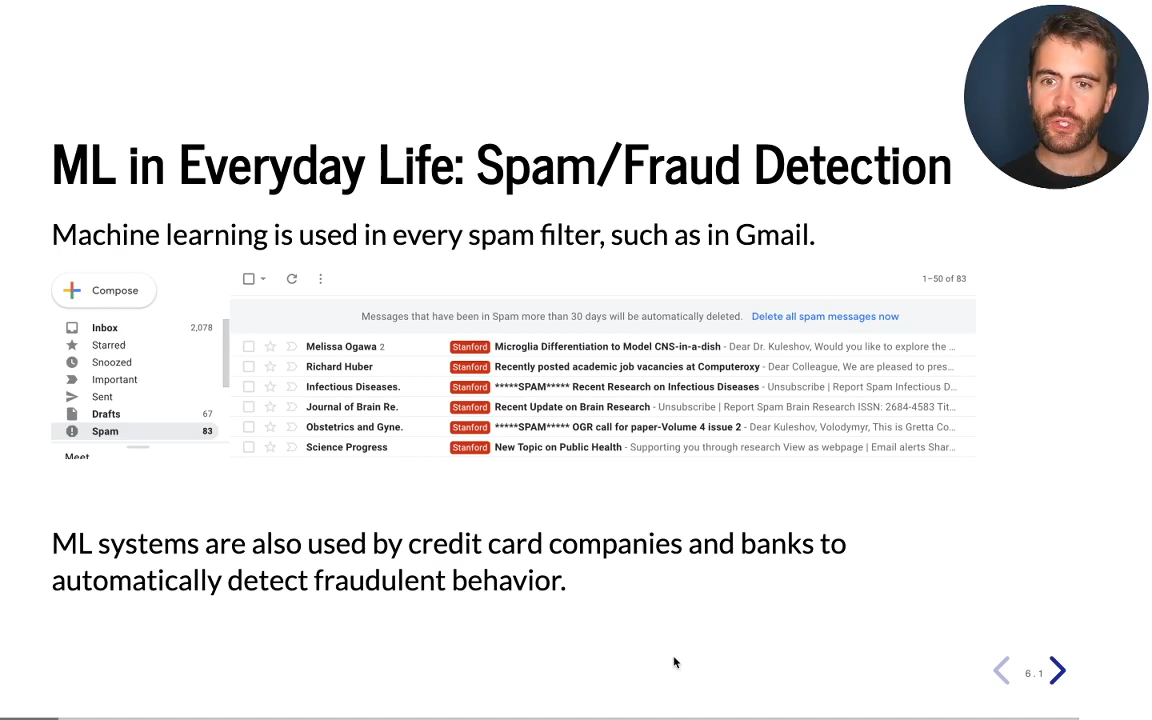 ML in Everyday Life: Spam/Fraud Detection
Machine learning is used in every spam filter, such as in Gmail.
Compose
1–50 of 83
Messages that have been in Spam more than 30 days will be automatically deleted. Delete all spam messages now
Inbox 2,078
Starred
Snoozed
Important
Sent
Drafts 67
Spam 83
Meet
Melissa Ogawa 2 Stanford Microglia Differentiation to Model CNS-in-a-dish - Dear Dr. Kuleshov, Would you like to explore the ...
Richard Huber Stanford Recently posted academic job vacancies at Computeroxy - Dear Colleague, We are pleased to pres...
Infectious Diseases. Stanford *****SPAM***** Recent Research on Infectious Diseases - Unsubscribe | Report Spam Infectious D...
Journal of Brain Re. Stanford Recent Update on Brain Research - Unsubscribe | Report Spam Brain Research ISSN: 2684-4583 Tit...
Obstetrics and Gyne. Stanford *****SPAM***** OGR call for paper-Volume 4 issue 2 - Dear Kuleshov, Volodymyr, This is Gretta Co...
Science Progress Stanford New Topic on Public Health - Supporting you through research View as webpage | Email alerts Shar...
ML systems are also used by credit card companies and banks to
automatically detect fraudulent behavior.
6.1